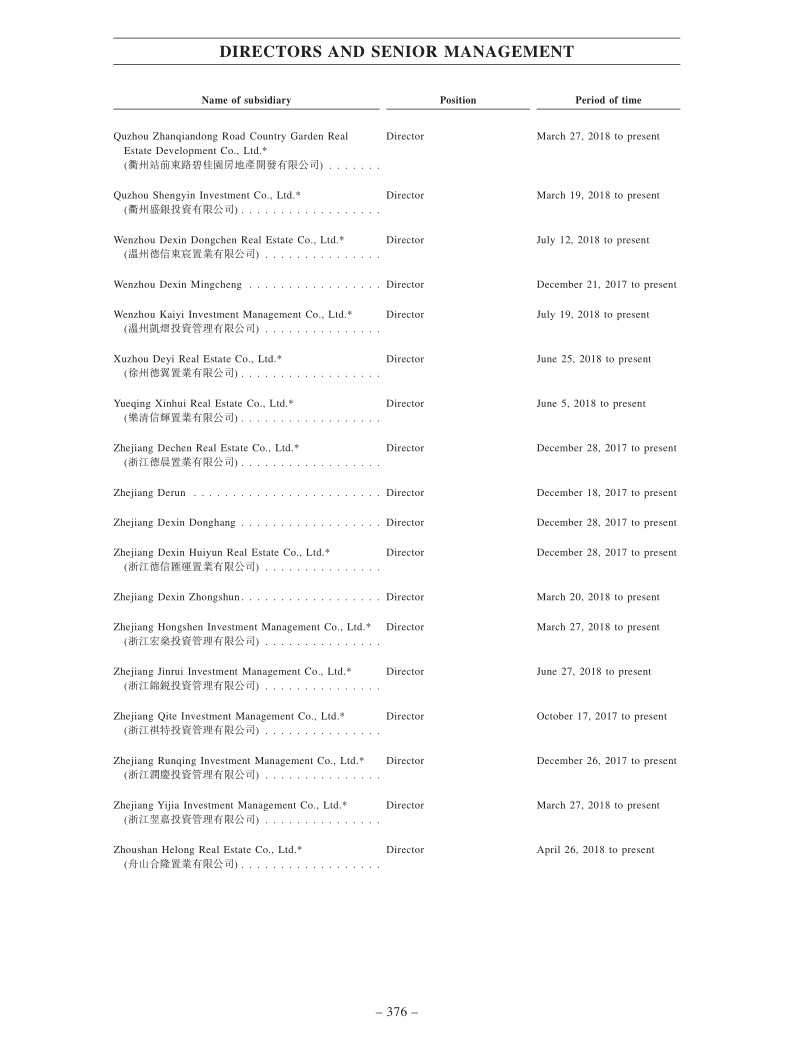 DIRECTORS AND SENIOR MANAGEMENT
Name of subsidiary Position Period of time
Quzhou Zhanqiandong Road Country Garden Real Director March 27, 2018 to present
Estate Development Co., Ltd.*
(衢州站前東路碧桂園房地產開發有限公司) . . . . . . .
Quzhou Shengyin Investment Co., Ltd.* Director March 19, 2018 to present
(衢州盛銀投資有限公司) . . . . . . . . . . . . . . . . . .
Wenzhou Dexin Dongchen Real Estate Co., Ltd.* Director July 12, 2018 to present
(溫州德信東宸置業有限公司) . . . . . . . . . . . . . . .
Wenzhou Dexin Mingcheng . . . . . . . . . . . . . . . . . Director December 21, 2017 to present
Wenzhou Kaiyi Investment Management Co., Ltd.* Director July 19, 2018 to present
(溫州凱熠投資管理有限公司) . . . . . . . . . . . . . . .
Xuzhou Deyi Real Estate Co., Ltd.* Director June 25, 2018 to present
(徐州德翼置業有限公司) . . . . . . . . . . . . . . . . . .
Yueqing Xinhui Real Estate Co., Ltd.* Director June 5, 2018 to present
(樂清信輝置業有限公司) . . . . . . . . . . . . . . . . . .
Zhejiang Dechen Real Estate Co., Ltd.* Director December 28, 2017 to present
(浙江德晨置業有限公司) . . . . . . . . . . . . . . . . . .
Zhejiang Derun . . . . . . . . . . . . . . . . . . . . . . . . Director December 18, 2017 to present
Zhejiang Dexin Donghang . . . . . . . . . . . . . . . . . . Director December 28, 2017 to present
Zhejiang Dexin Huiyun Real Estate Co., Ltd.* Director December 28, 2017 to present
(浙江德信匯運置業有限公司) . . . . . . . . . . . . . . .
Zhejiang Dexin Zhongshun . . . . . . . . . . . . . . . . . . Director March 20, 2018 to present
Zhejiang Hongshen Investment Management Co., Ltd.* Director March 27, 2018 to present
(浙江宏燊投資管理有限公司) . . . . . . . . . . . . . . .
Zhejiang Jinrui Investment Management Co., Ltd.* Director June 27, 2018 to present
(浙江錦銳投資管理有限公司) . . . . . . . . . . . . . . .
Zhejiang Qite Investment Management Co., Ltd.* Director October 17, 2017 to present
(浙江祺特投資管理有限公司) . . . . . . . . . . . . . . .
Zhejiang Runqing Investment Management Co., Ltd.* Director December 26, 2017 to present
(浙江潤慶投資管理有限公司) . . . . . . . . . . . . . . .
Zhejiang Yijia Investment Management Co., Ltd.* Director March 27, 2018 to present
(浙江翌嘉投資管理有限公司) . . . . . . . . . . . . . . .
Zhoushan Helong Real Estate Co., Ltd.* Director April 26, 2018 to present
(舟山合隆置業有限公司) . . . . . . . . . . . . . . . . . .
– 376 –